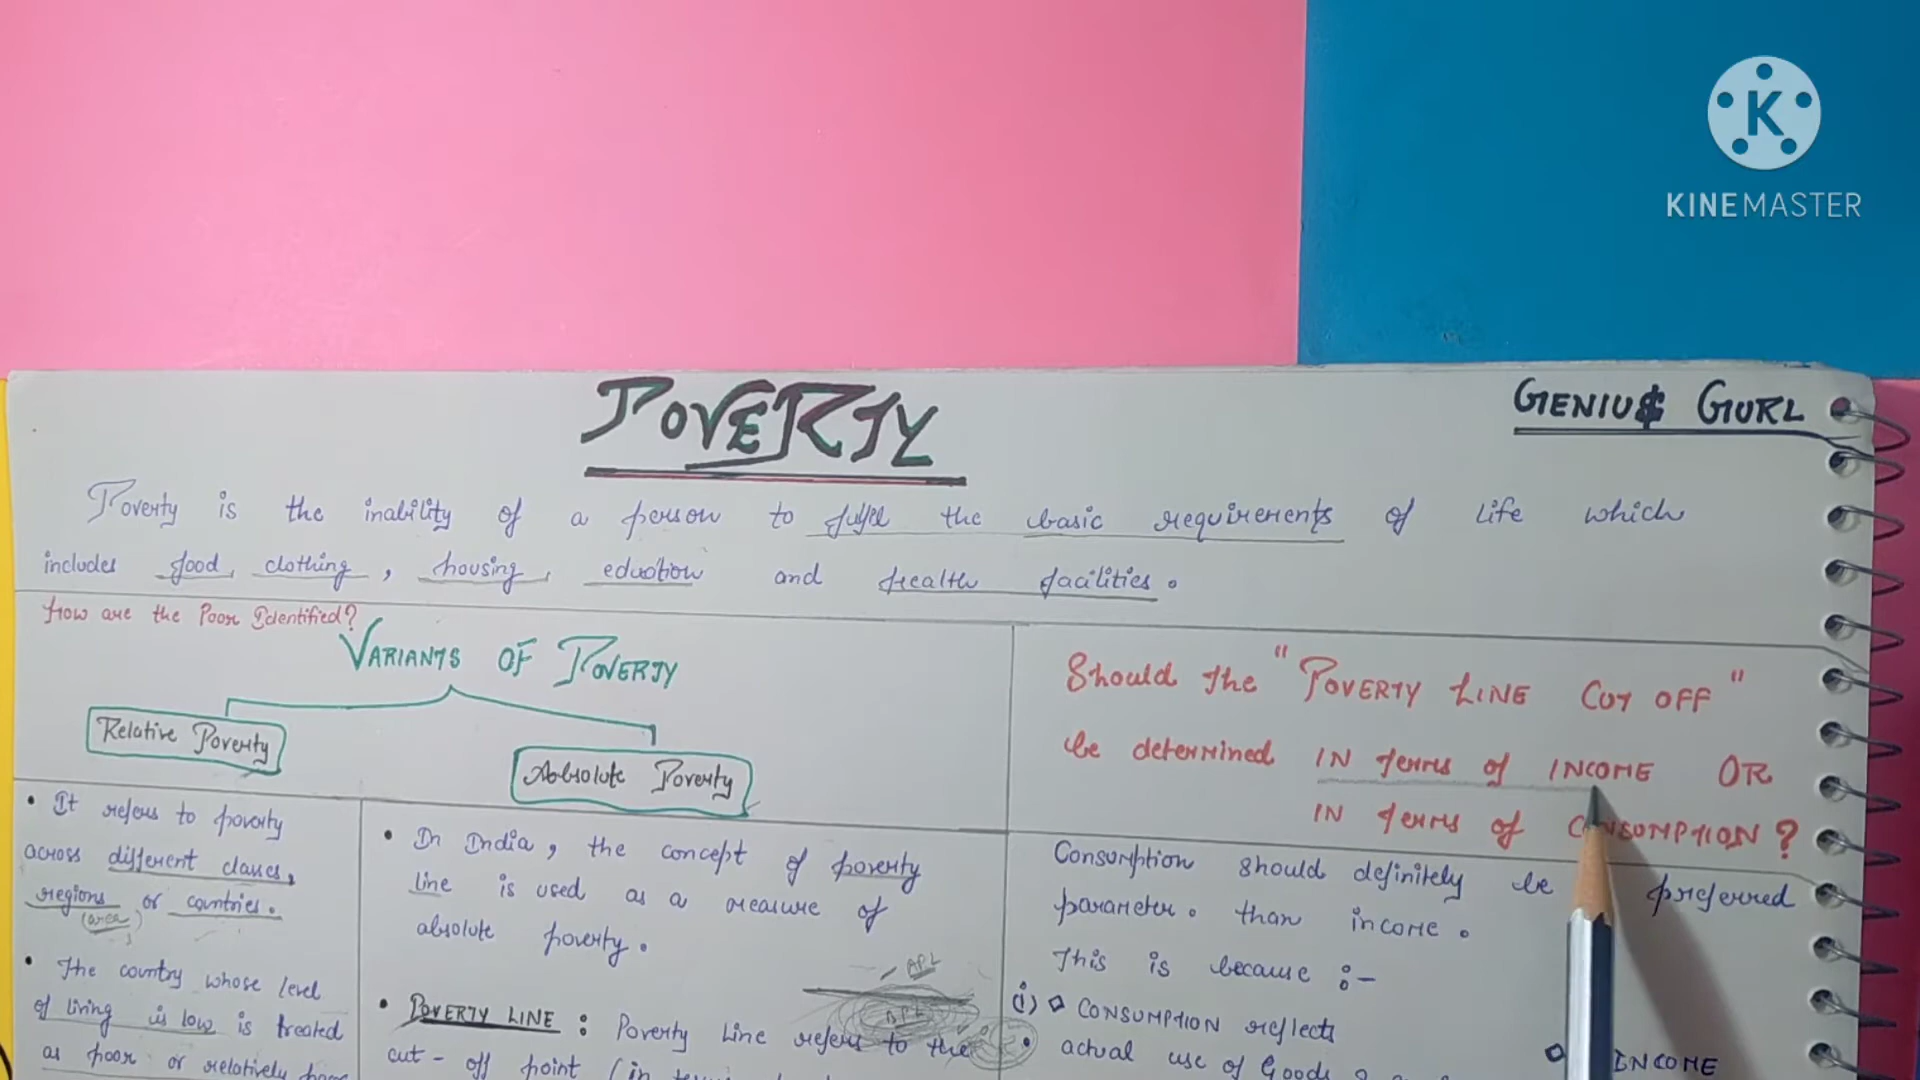 K
KINEMASTER
POVERTY
GENIU$ GURL
Poverty is the inability of a person to fulfil the basic requirements of life which
includes food, clothing, housing, education and health facilities.
How are the Poor Identified?
VARIANTS OF POVERTY
Relative Poverty
Absolute Poverty
• It refers to poverty
across different classes,
regions or countries.
(area)
• The country whose level
of living is low is treated
as poor or relatively poor
• In India, the concept of poverty
line is used as a measure of
absolute poverty.
APL
BPL
• POVERTY LINE : Poverty Line refers to the
cut-off point (in
Should the "POVERTY LINE CUT OFF"
be determined IN terms of INCOME OR
IN terms of CONSUMPTION?
Consumption should definitely be preferred
parameter. than income.
This is because :-
(i) CONSUMPTION reflects
• actual use of Goods
INCOME